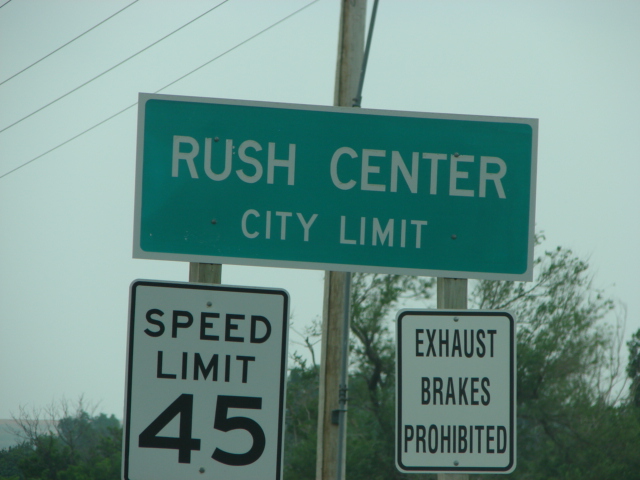 RUSH CENTER
CITY LIMIT
SPEED
LIMIT
45
EXHAUST
BRAKES
PROHIBITED